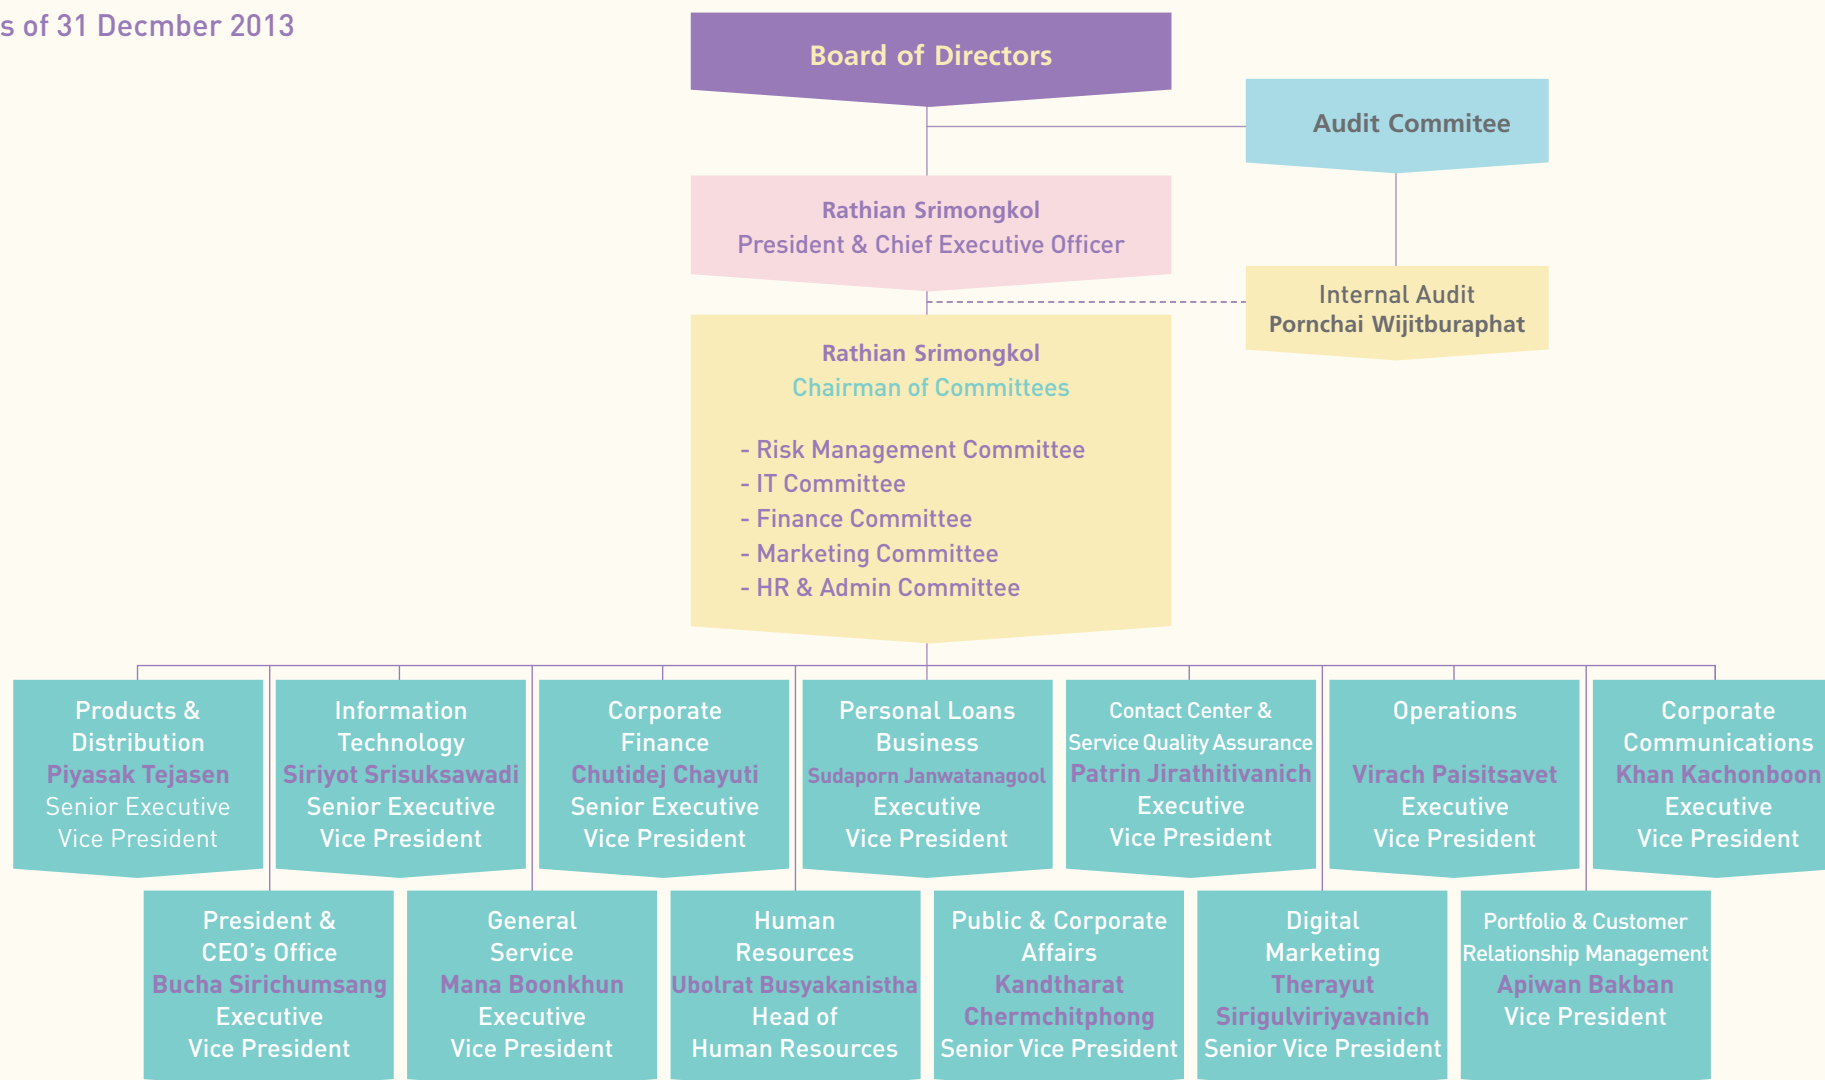 s of 31 Decmber 2013
Board of Directors
Audit Commitee
Rathian Srimongkol
President & Chief Executive Officer
Internal Audit
Pornchai Wijitburaphat
Rathian Srimongkol
Chairman of Committees
- Risk Management Committee
- IT Committee
- Finance Committee
- Marketing Committee
- HR & Admin Committee
Products &
Distribution
Piyasak Tejasen
Senior Executive
Vice President
Information
Technology
Siriyot Srisuksawadi
Senior Executive
Vice President
Corporate
Finance
Chutidej Chayuti
Senior Executive
Vice President
Personal Loans
Business
Sudaporn Janwatanagool
Executive
Vice President
Contact Center &
Service Quality Assurance
Patrin Jirathitivanich
Executive
Vice President
Operations
Virach Paisitsavet
Executive
Vice President
Corporate
Communications
Khan Kachonboon
Executive
Vice President
President &
CEO’s Office
Bucha Sirichumsang
Executive
Vice President
General
Service
Mana Boonkhun
Executive
Vice President
Human
Resources
Ubolrat Busyakanistha
Head of
Human Resources
Public & Corporate
Affairs
Kandtharat
Chermchitphong
Senior Vice President
Digital
Marketing
Therayut
Sirigulviriyavanich
Senior Vice President
Portfolio & Customer
Relationship Management
Apiwan Bakban
Vice President